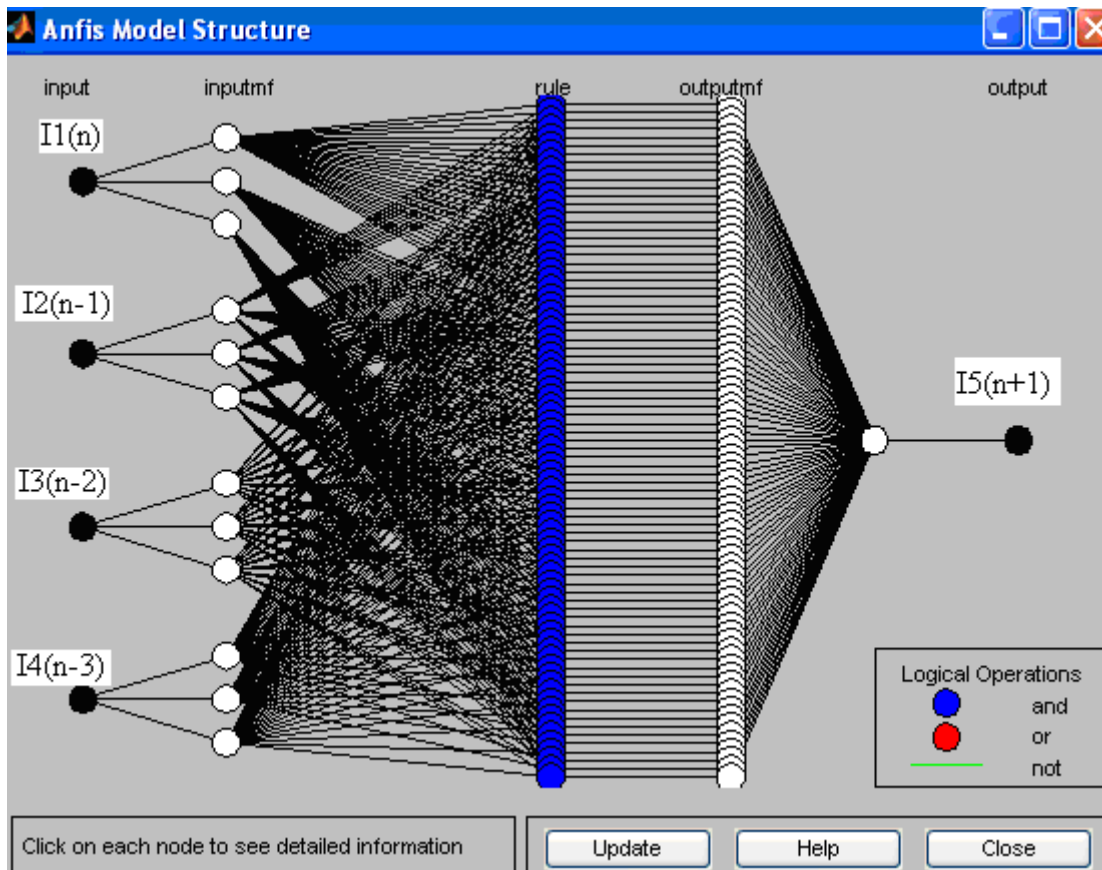 Anfis Model Structure
input inputmf rule outputmf output
I1(n)
I2(n-1)
I3(n-2)
I4(n-3)
I5(n+1)
Logical Operations
and
or
not
Click on each node to see detailed information
Update Help Close